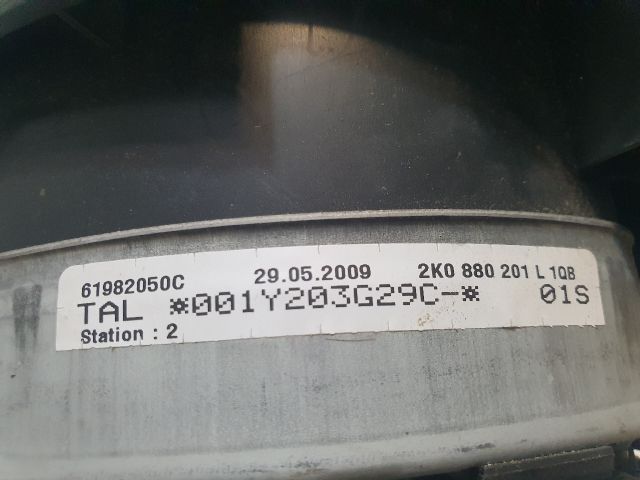 61982050C 29.05.2009 2K0 880 201 L 1QB
TAL *001Y203G29C-* 01S
Station : 2